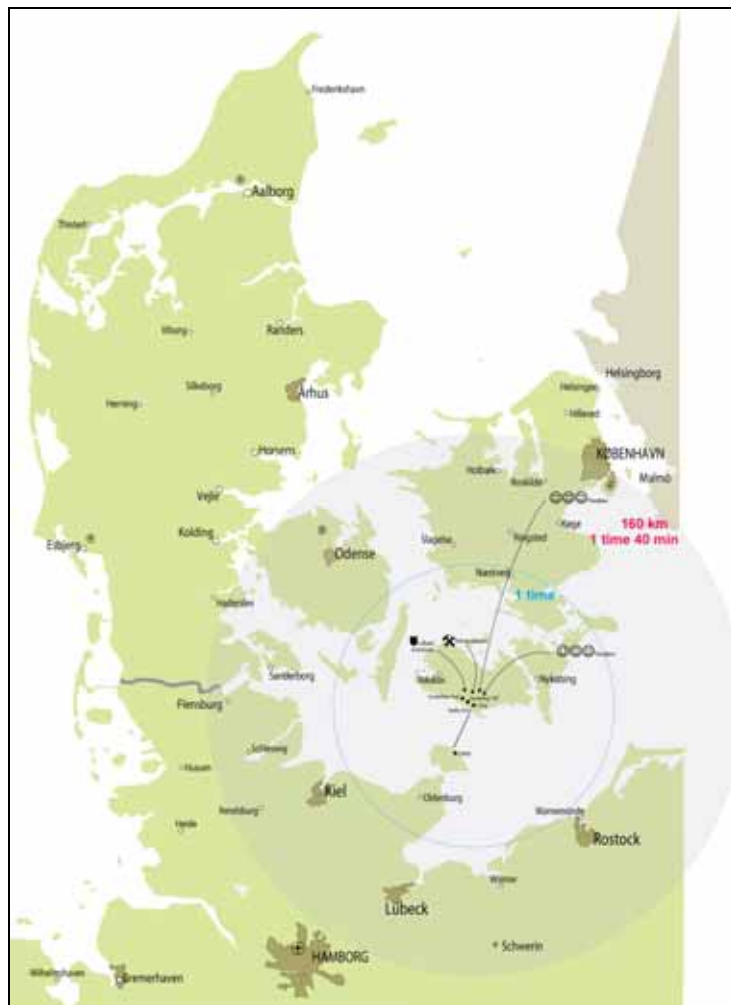 Frederikshavn
Aalborg
Thisted
Viborg
Randers
Silkeborg
Århus
Herning
Helsingborg
Helsingør
Hillerød
Horsens
KØBENHAVN
Holbæk
Roskilde
Malmö
Vejle
160 km
1 time 40 min
Køge
Kolding
Esbjerg
Odense
Slagelse
Ringsted
Næstved
1 time
Haderslev
Sønderborg
Nakskov
Nykøbing
Flensburg
Schleswig
Husum
Kiel
Oldenburg
Rendsburg
Warnemünde
Heide
Rostock
Wismar
Lübeck
Schwerin
HAMBORG
Wilhelmshaven
Bremerhaven